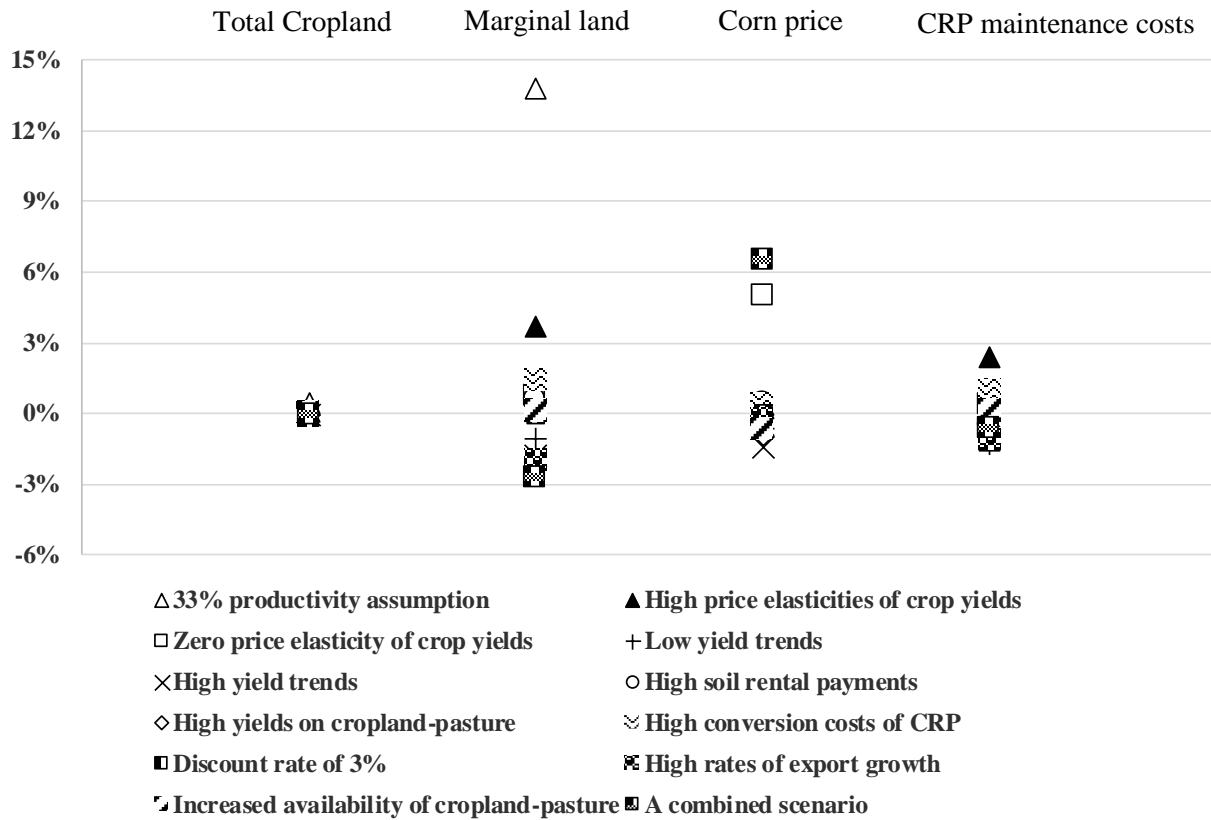 Total Cropland Marginal land Corn price CRP maintenance costs
15%
12%
9%
6%
3%
0%
-3%
-6%
33% productivity assumption High price elasticities of crop yields
Zero price elasticity of crop yields Low yield trends
High yield trends High soil rental payments
High yields on cropland-pasture High conversion costs of CRP
Discount rate of 3% High rates of export growth
Increased availability of cropland-pasture A combined scenario